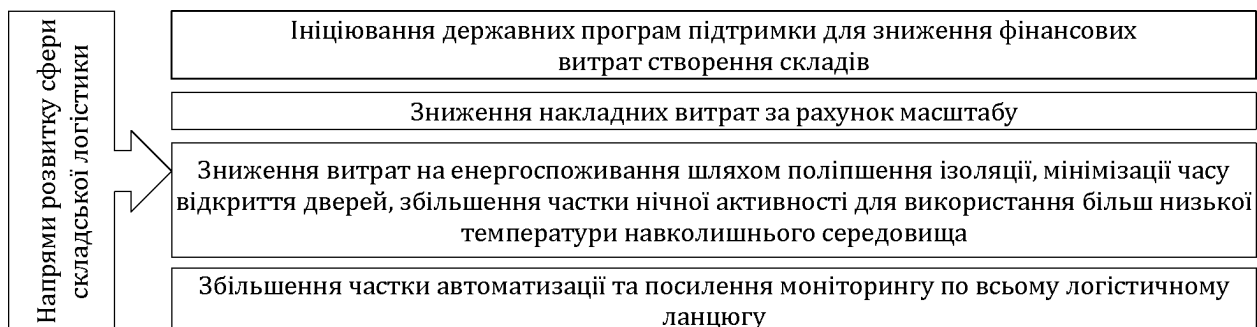 Напрями розвитку сфери
складської логістики
Ініціювання державних програм підтримки для зниження фінансових
витрат створення складів
Зниження накладних витрат за рахунок масштабу
Зниження витрат на енергоспоживання шляхом поліпшення ізоляції, мінімізації часу
відкриття дверей, збільшення частки нічної активності для використання більш низької
температури навколишнього середовища
Збільшення частки автоматизації та посилення моніторингу по всьому логістичному
ланцюгу